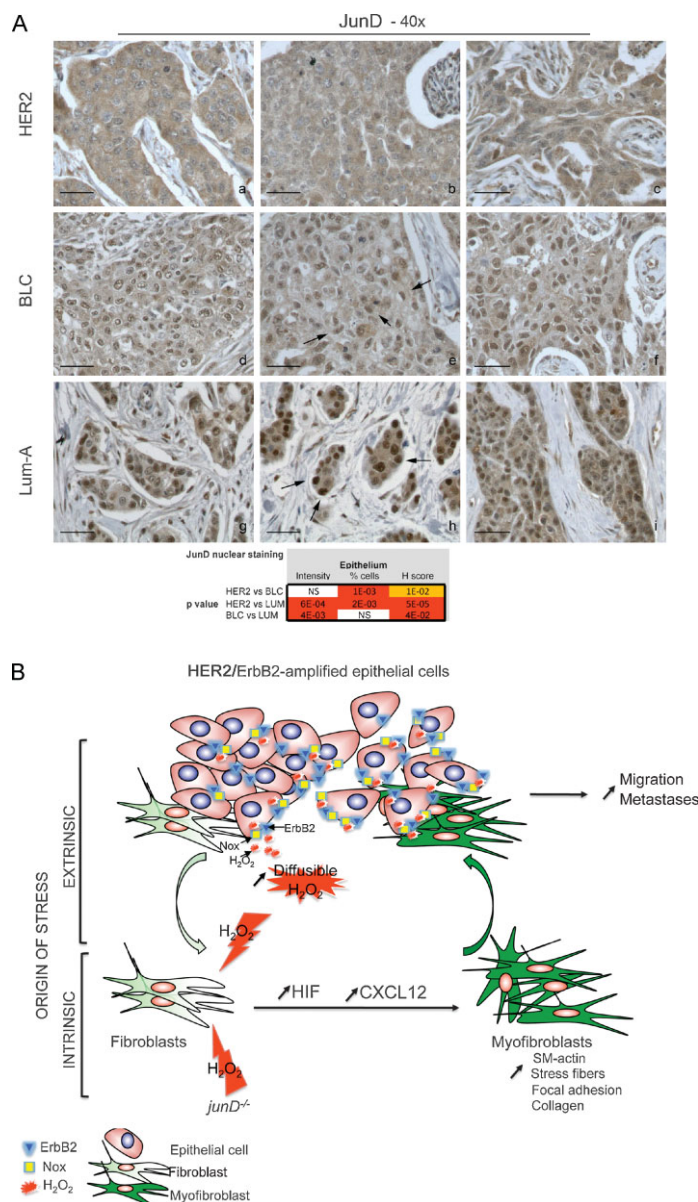 A
JunD - 40x
HER2
a
b
c
BLC
d
e
f
Lum-A
g
h
i
JunD nuclear staining
Epithelium
Intensity % cells H score
HER2 vs BLC NS 1E-03 1E-02
p value HER2 vs LUM 6E-04 2E-03 5E-05
BLC vs LUM 4E-03 NS 4E-02
B
HER2/ErbB2-amplified epithelial cells
ORIGIN OF STRESS
EXTRINSIC
INTRINSIC
Migration
Metastases
ErbB2
Nox
H2O2
Diffusible
H2O2
H2O2
HIF
CXCL12
Fibroblasts
Myofibroblasts
SM-actin
Stress fibers
Focal adhesion
Collagen
H2O2
junD-/-
ErbB2
Nox
H2O2
Epithelial cell
Fibroblast
Myofibroblast